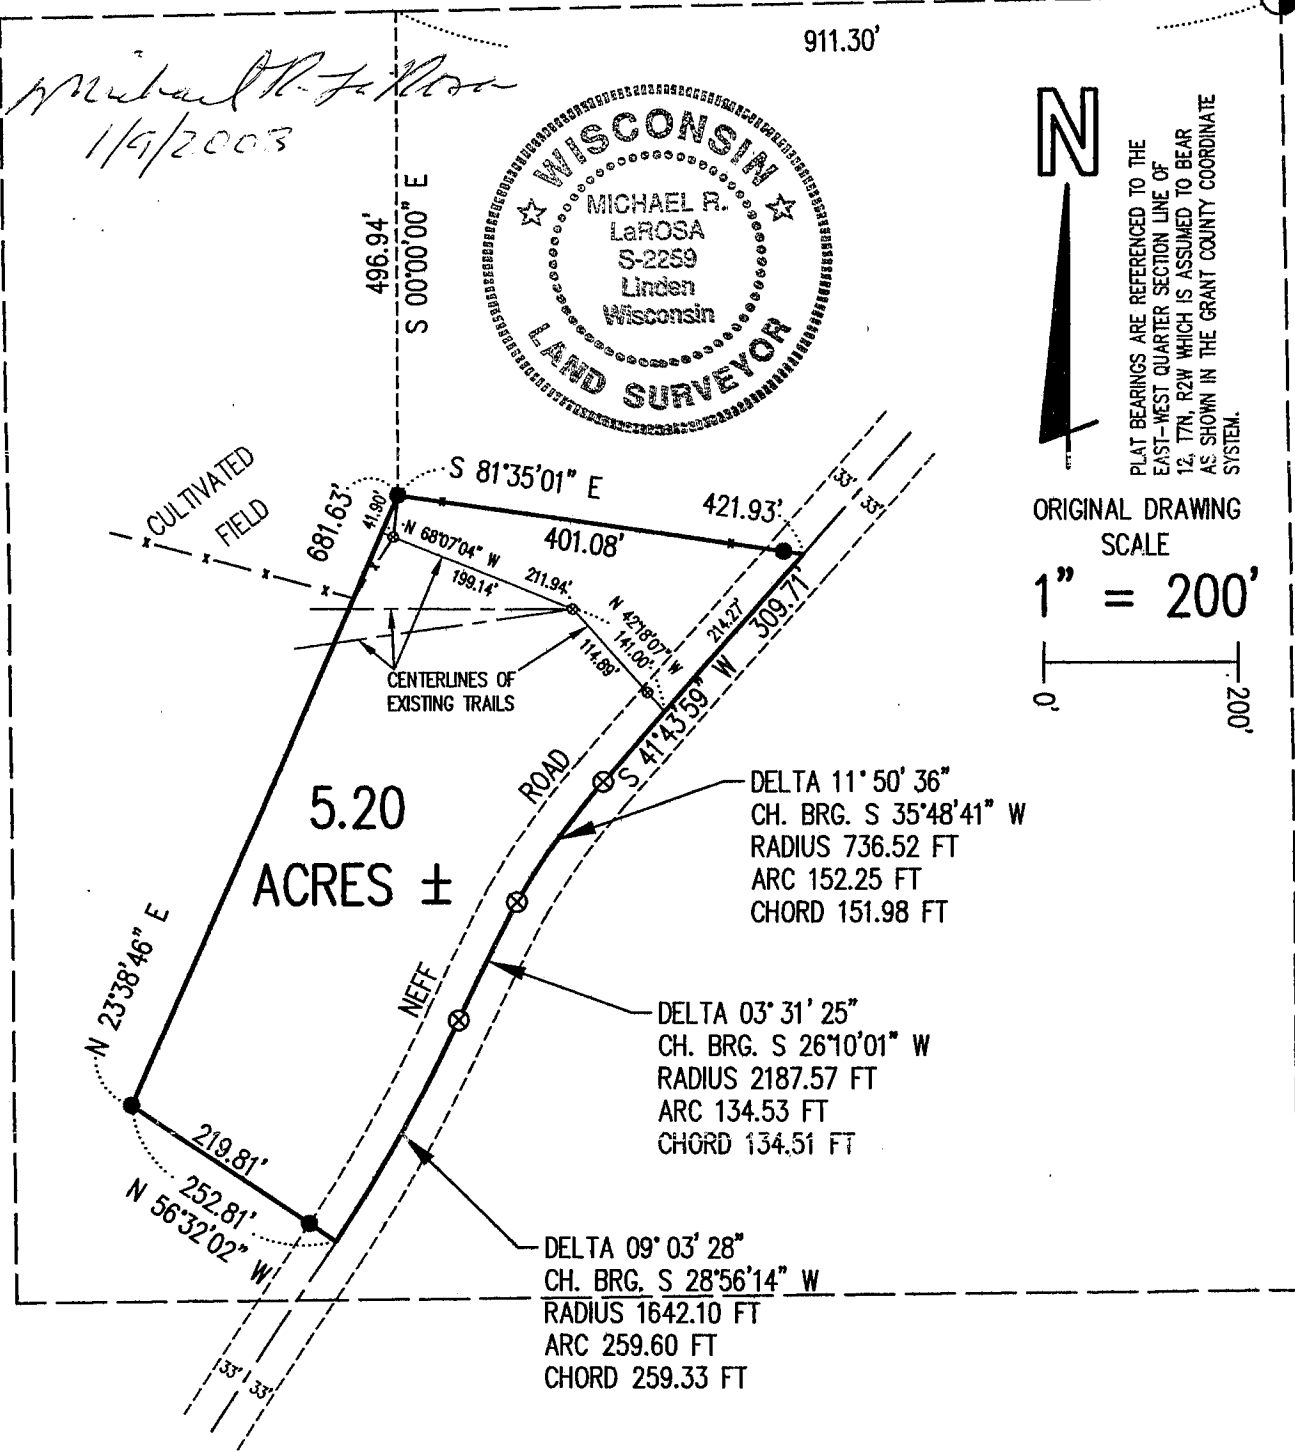 911.30'
Michael R. LaRosa
1/9/2003
496.94'
S 00°00'00" E
WISCONSIN
MICHAEL R.
LaROSA
S-2259
Linden
Wisconsin
LAND SURVEYOR
N
PLAT BEARINGS ARE REFERENCED TO THE
EAST-WEST QUARTER SECTION LINE OF
12, T7N, R2W WHICH IS ASSUMED TO BEAR
AS SHOWN IN THE GRANT COUNTY COORDINATE
SYSTEM.
ORIGINAL DRAWING
SCALE
1" = 200'
0'
200'
CULTIVATED
FIELD
681.63'
41.90'
S 81°35'01" E
421.93'
401.08'
33' 33'
N 68°07'04" W
199.14'
211.94'
N 42°18'07" W
141.00'
114.89'
214.27'
309.71'
S 41°43'59" W
CENTERLINES OF
EXISTING TRAILS
5.20
ACRES ±
NEFF ROAD
DELTA 11°50'36"
CH. BRG. S 35°48'41" W
RADIUS 736.52 FT
ARC 152.25 FT
CHORD 151.98 FT
N 23°38'46" E
DELTA 03°31'25"
CH. BRG. S 26°10'01" W
RADIUS 2187.57 FT
ARC 134.53 FT
CHORD 134.51 FT
219.81'
252.81'
N 56°32'02" W
DELTA 09°03'28"
CH. BRG. S 28°56'14" W
RADIUS 1642.10 FT
ARC 259.60 FT
CHORD 259.33 FT
33' 33'